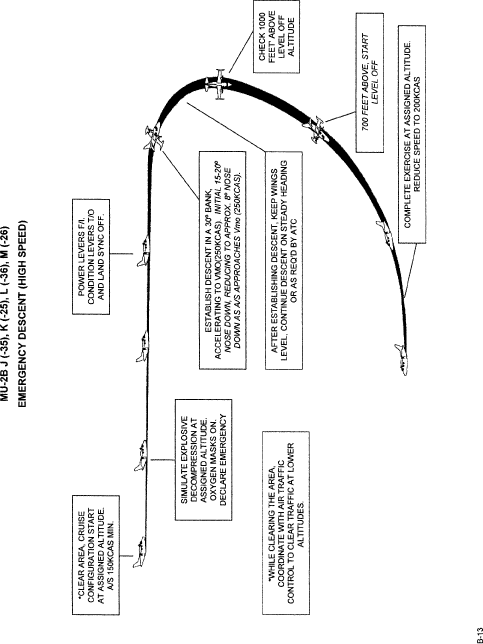 MU-2B J (-35), K (-25), L (-36), M (-26)
EMERGENCY DESCENT (HIGH SPEED)
*CLEAR AREA, CRUISE
CONFIGURATION START
AT ASSIGNED ALTITUDE.
A/S 150KCAS MIN.
SIMULATE EXPLOSIVE
DECOMPRESSION AT
ASSIGNED ALTITUDE.
OXYGEN MASKS ON.
DECLARE EMERGENCY
POWER LEVERS F/I.
CONDITION LEVERS T/O
AND LAND SYNC OFF.
ESTABLISH DESCENT IN A 30º BANK,
ACCELERATING TO VMO(250KCAS). INITIAL 15-20º
NOSE DOWN, REDUCING TO APPROX. 8º NOSE
DOWN AS A/S APPROACHES Vmo (250KCAS).
AFTER ESTABLISHING DESCENT, KEEP WINGS
LEVEL. CONTINUE DESCENT ON STEADY HEADING
OR AS REQ'D BY ATC
CHECK 1000
FEET' ABOVE
LEVEL OFF
ALTITUDE
700 FEET ABOVE, START
LEVEL OFF
COMPLETE EXERCISE AT ASSIGNED ALTITUDE.
REDUCE SPEED TO 200KCAS
*WHILE CLEARING THE AREA,
COORDINATE WITH AIR TRAFFIC
CONTROL TO CLEAR TRAFFIC AT LOWER
ALTITUDES.
B-13